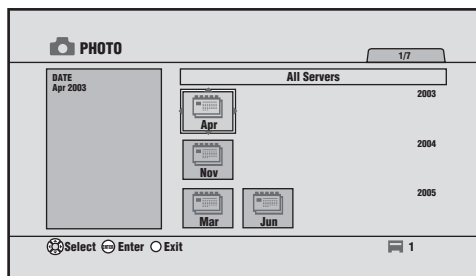 PHOTO
1/7
DATE
Apr 2003
All Servers
2003
Apr
2004
Nov
2005
Mar Jun
Select Enter Exit
1